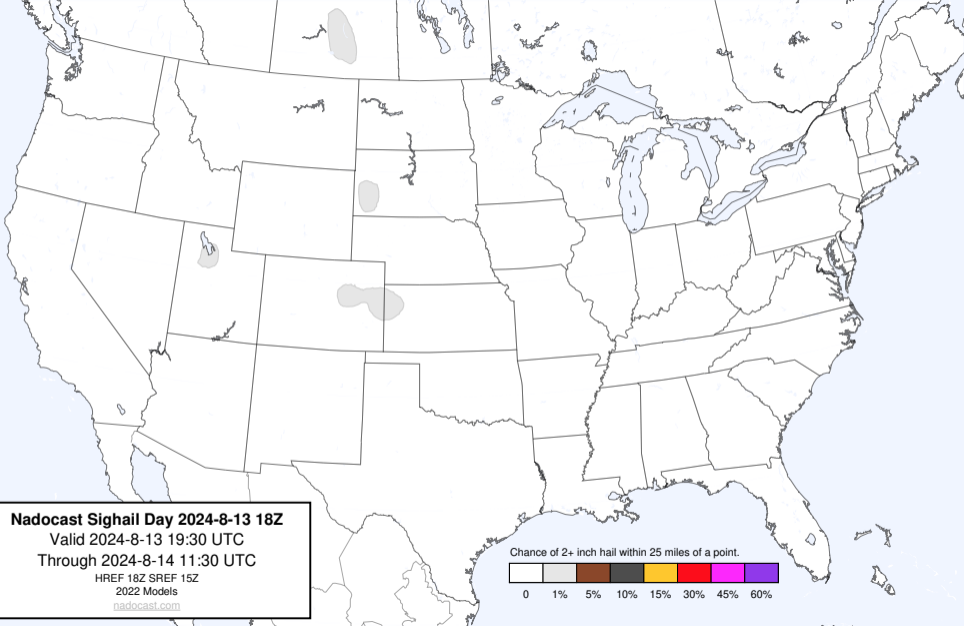 Nadocast Sighail Day 2024-8-13 18Z
Valid 2024-8-13 19:30 UTC
Through 2024-8-14 11:30 UTC
HREF 18Z SREF 15Z
2022 Models
nadocast.com
Chance of 2+ inch hail within 25 miles of a point.
0 1% 5% 10% 15% 30% 45% 60%